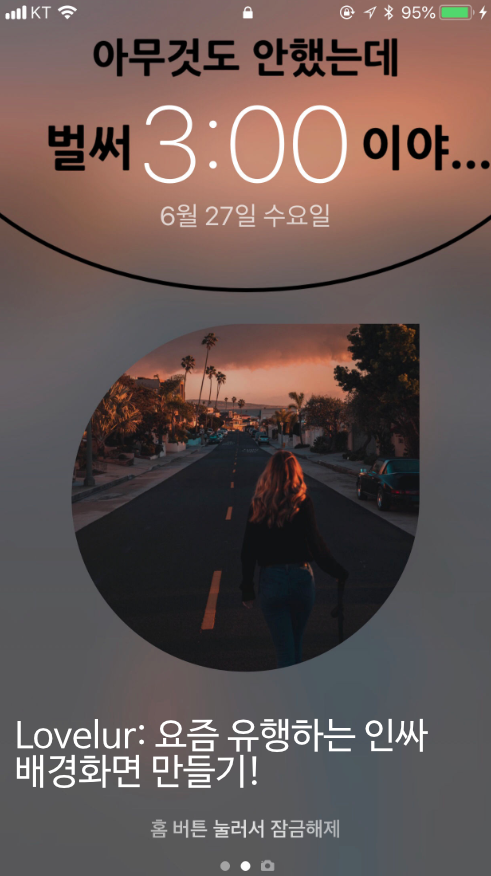 KT
95%
아무것도 안했는데
벌써 3:00 이야...
6월 27일 수요일
Lovelur: 요즘 유행하는 인싸
배경화면 만들기!
홈 버튼 눌러서 잠금해제